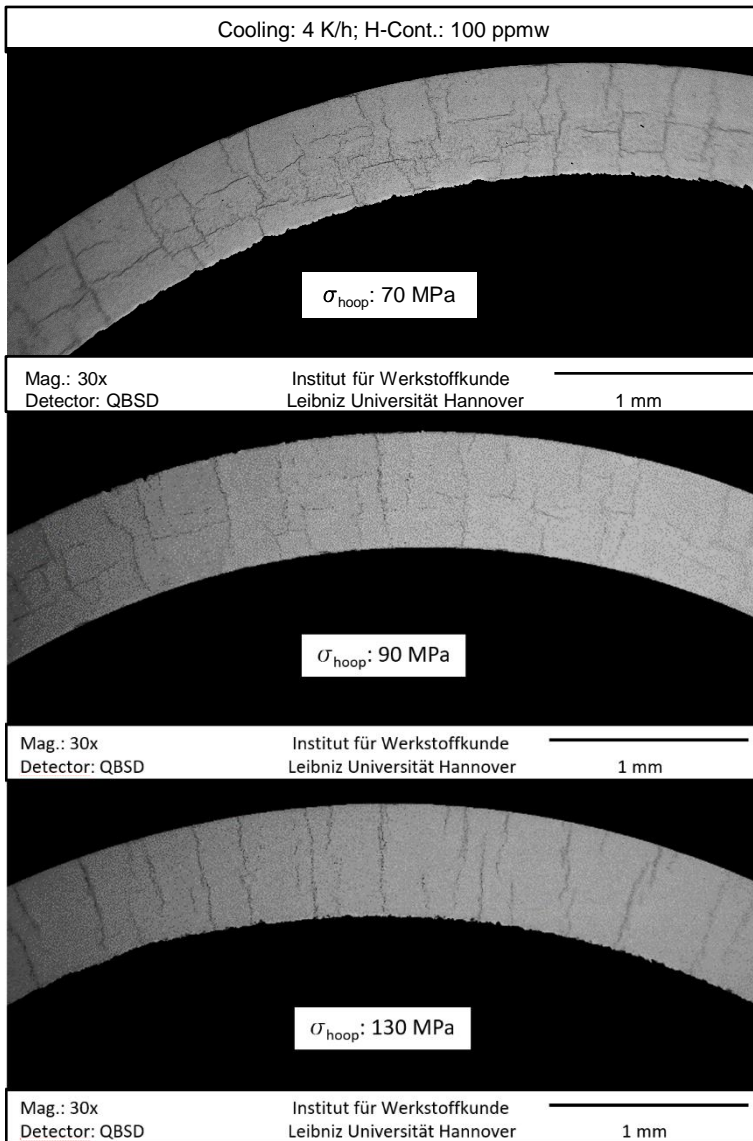 Cooling: 4 K/h; H-Cont.: 100 ppmw
σhoop: 70 MPa
Mag.: 30x Institut für Werkstoffkunde
Detector: QBSD Leibniz Universität Hannover 1 mm
σhoop: 90 MPa
Mag.: 30x Institut für Werkstoffkunde
Detector: QBSD Leibniz Universität Hannover 1 mm
σhoop: 130 MPa
Mag.: 30x Institut für Werkstoffkunde
Detector: QBSD Leibniz Universität Hannover 1 mm